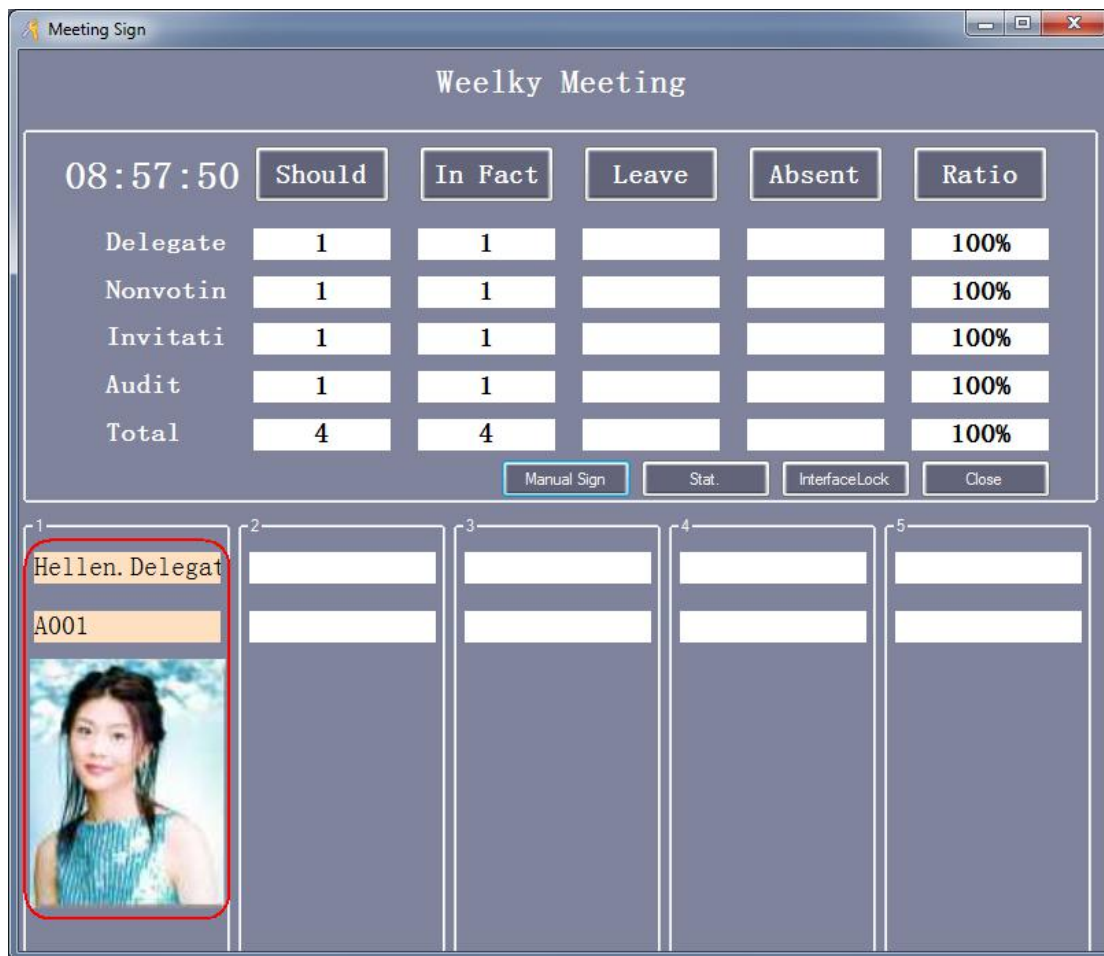 Meeting Sign
Weelky Meeting
08:57:50 Should In Fact Leave Absent Ratio
Delegate 1 1 100%
Nonvotin 1 1 100%
Invitati 1 1 100%
Audit 1 1 100%
Total 4 4 100%
Manual Sign Stat. InterfaceLock Close
1 2 3 4 5
Hellen.Delegat
A001